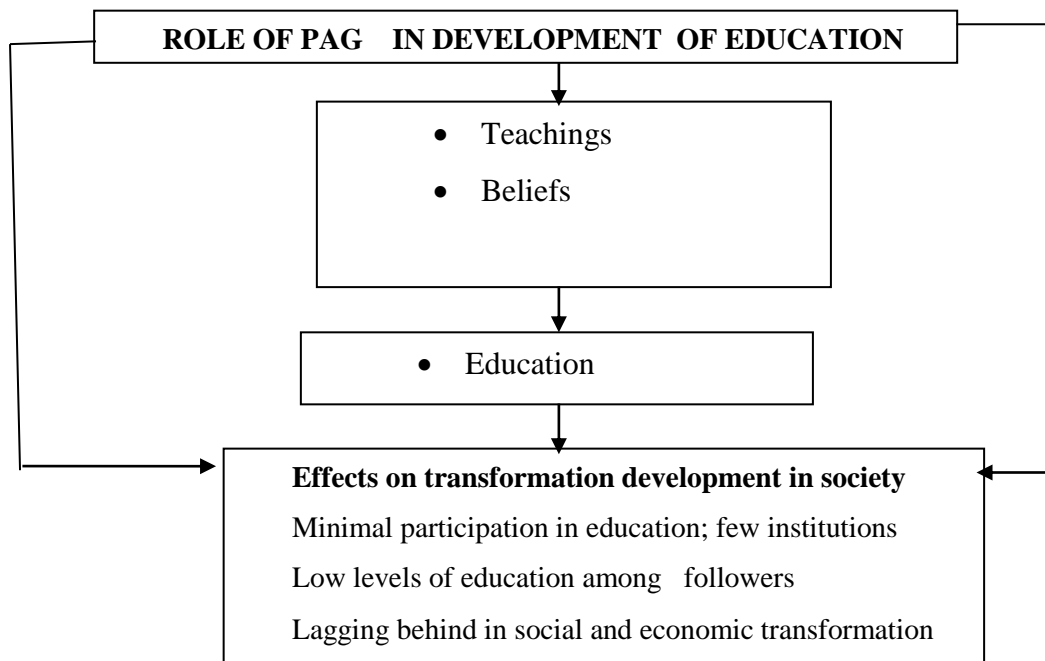 ROLE OF PAG IN DEVELOPMENT OF EDUCATION
• Teachings
• Beliefs
• Education
Effects on transformation development in society
Minimal participation in education; few institutions
Low levels of education among followers
Lagging behind in social and economic transformation